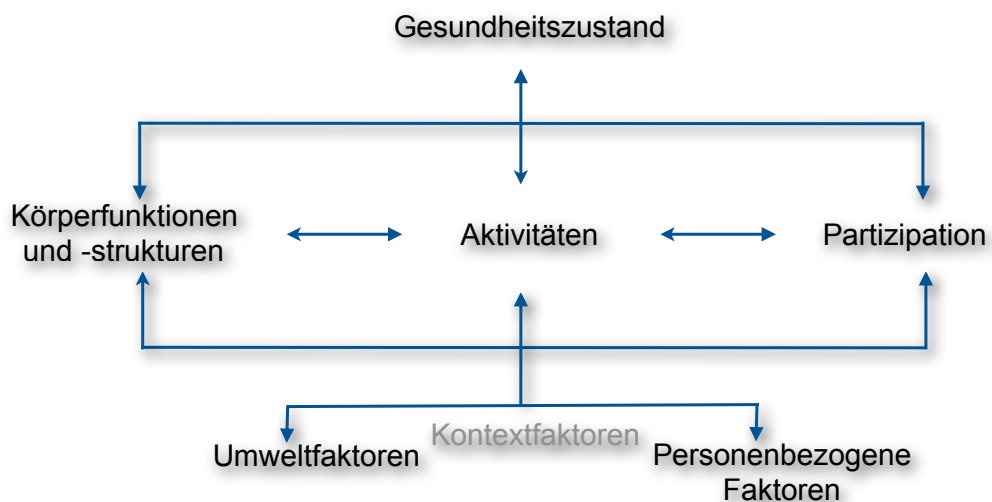 Gesundheitszustand
Körperfunktionen
und -strukturen
Aktivitäten
Partizipation
Kontextfaktoren
Umweltfaktoren
Personenbezogene
Faktoren